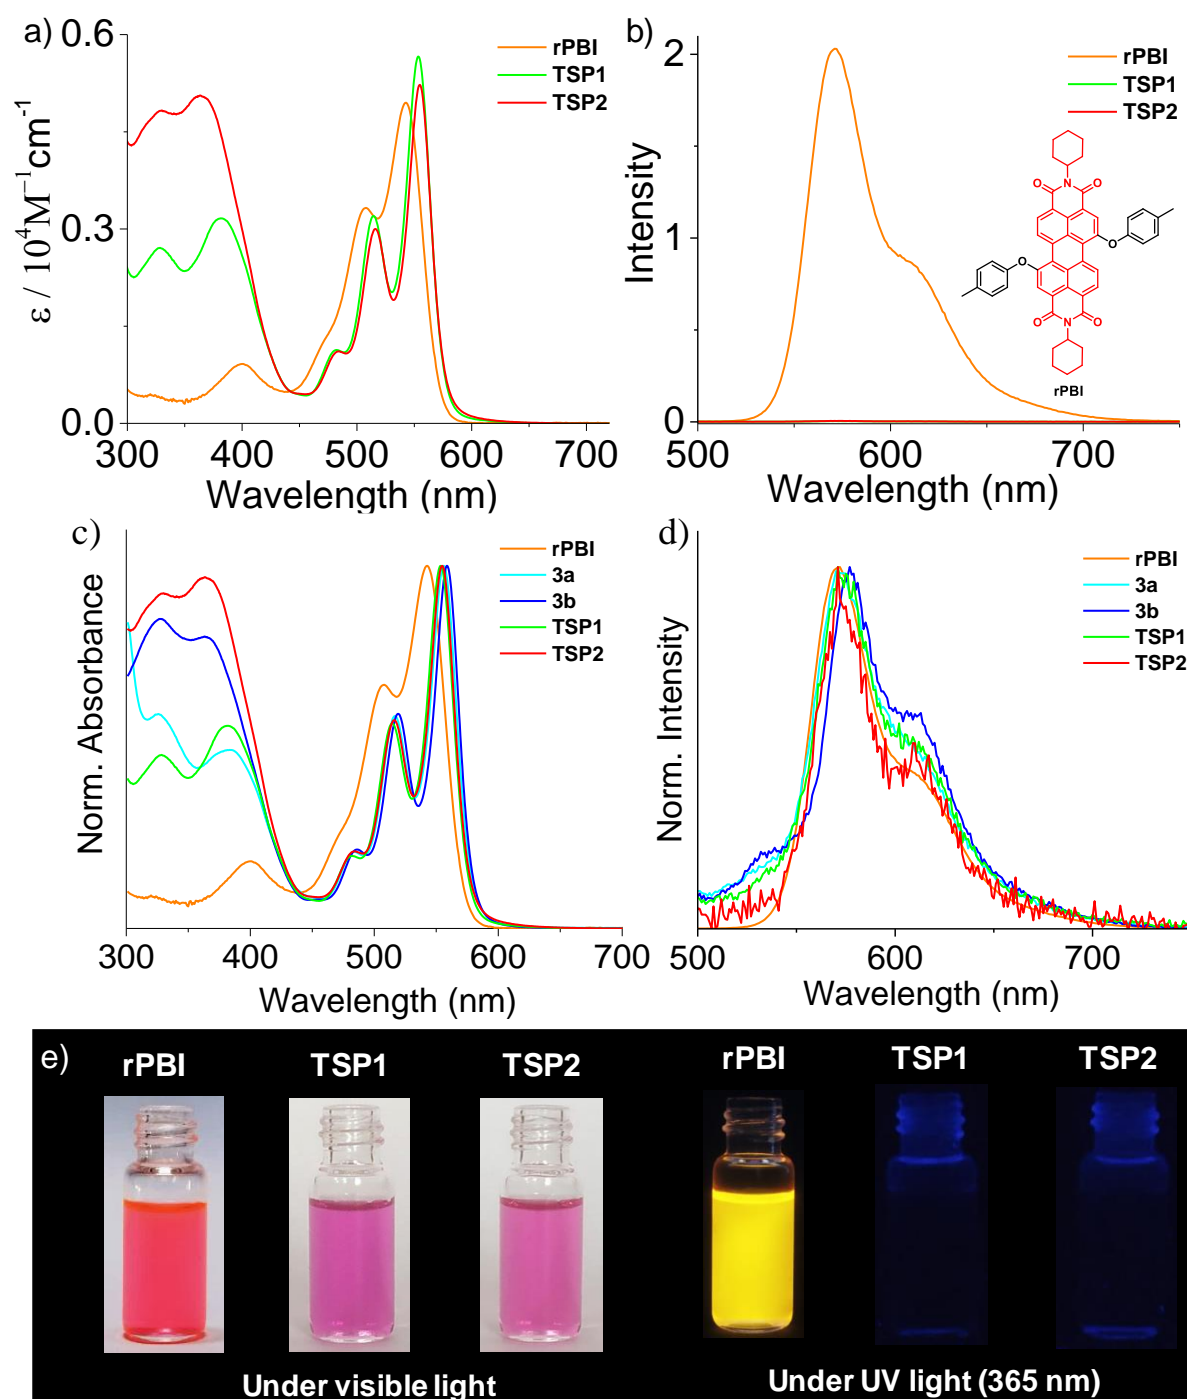 a)
0.6
0.3
0.0
ε / 10⁴M⁻¹cm⁻¹
rPBI
TSP1
TSP2
300 400 500 600 700
Wavelength (nm)
b)
2
1
0
Intensity
rPBI
TSP1
TSP2
O N O
O
O
O N O
rPBI
500 600 700
Wavelength (nm)
c)
Norm. Absorbance
rPBI
3a
3b
TSP1
TSP2
300 400 500 600 700
Wavelength (nm)
d)
Norm. Intensity
rPBI
3a
3b
TSP1
TSP2
500 600 700
Wavelength (nm)
e)
rPBI TSP1 TSP2
Under visible light
rPBI TSP1 TSP2
Under UV light (365 nm)